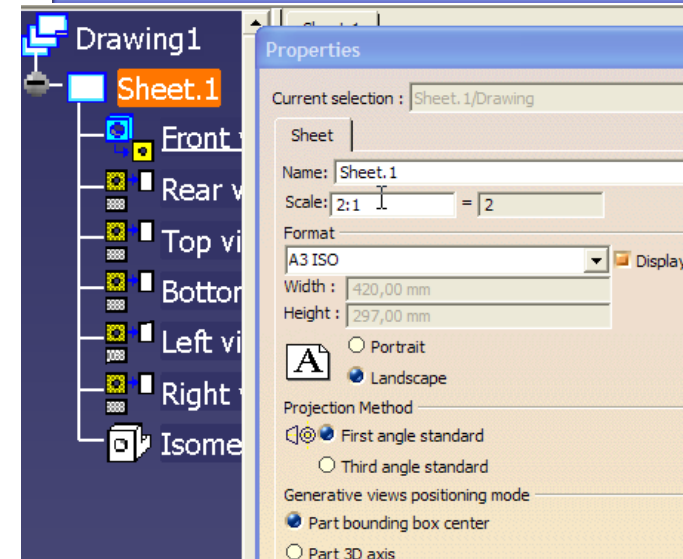 Drawing1
Sheet.1
Front
Rear
Top vi
Bottor
Left vi
Right
Isome
Properties
Current selection : Sheet.1/Drawing
Sheet
Name: Sheet.1
Scale: 2:1 = 2
Format
A3 ISO Display
Width : 420,00 mm
Height : 297,00 mm
A Portrait
Landscape
Projection Method
First angle standard
Third angle standard
Generative views positioning mode
Part bounding box center
Part 3D axis